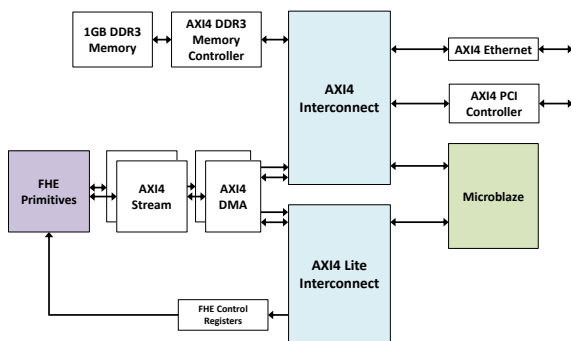 1GB DDR3
Memory
AXI4 DDR3
Memory
Controller
AXI4
Interconnect
AXI4 Ethernet
AXI4 PCI
Controller
FHE
Primitives
AXI4
Stream
AXI4
DMA
Microblaze
AXI4 Lite
Interconnect
FHE Control
Registers